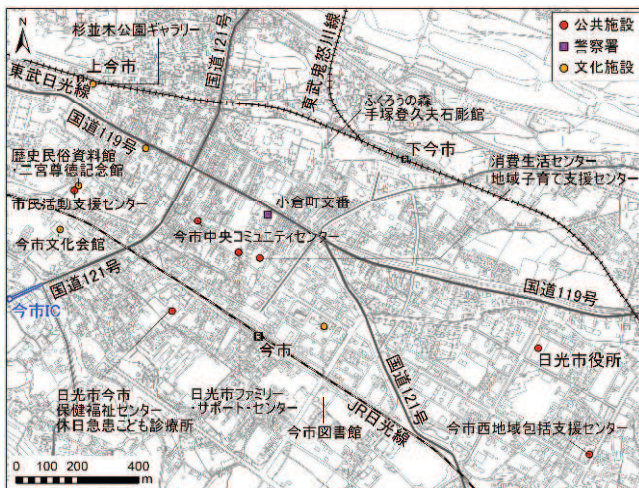 N
杉並木公園ギャラリー
上今市
東武日光線
国道121号
東武鬼怒川線
公共施設
警察署
文化施設
国道119号
ふくろうの森
手塚登久夫石彫館
下今市
歴史民俗資料館
・二宮尊徳記念館
消費生活センター
地域子育て支援センター
市民活動支援センター
小倉町交番
今市文化会館
今市中央コミュニティセンター
国道121号
国道119号
今市IC
今市
日光市役所
日光市今市
保健福祉センター
休日急患こども診療所
日光市ファミリー
・サポート・センター
今市図書館
JR日光線
国道121号
今市西地域包括支援センター
0 100 200 400
m